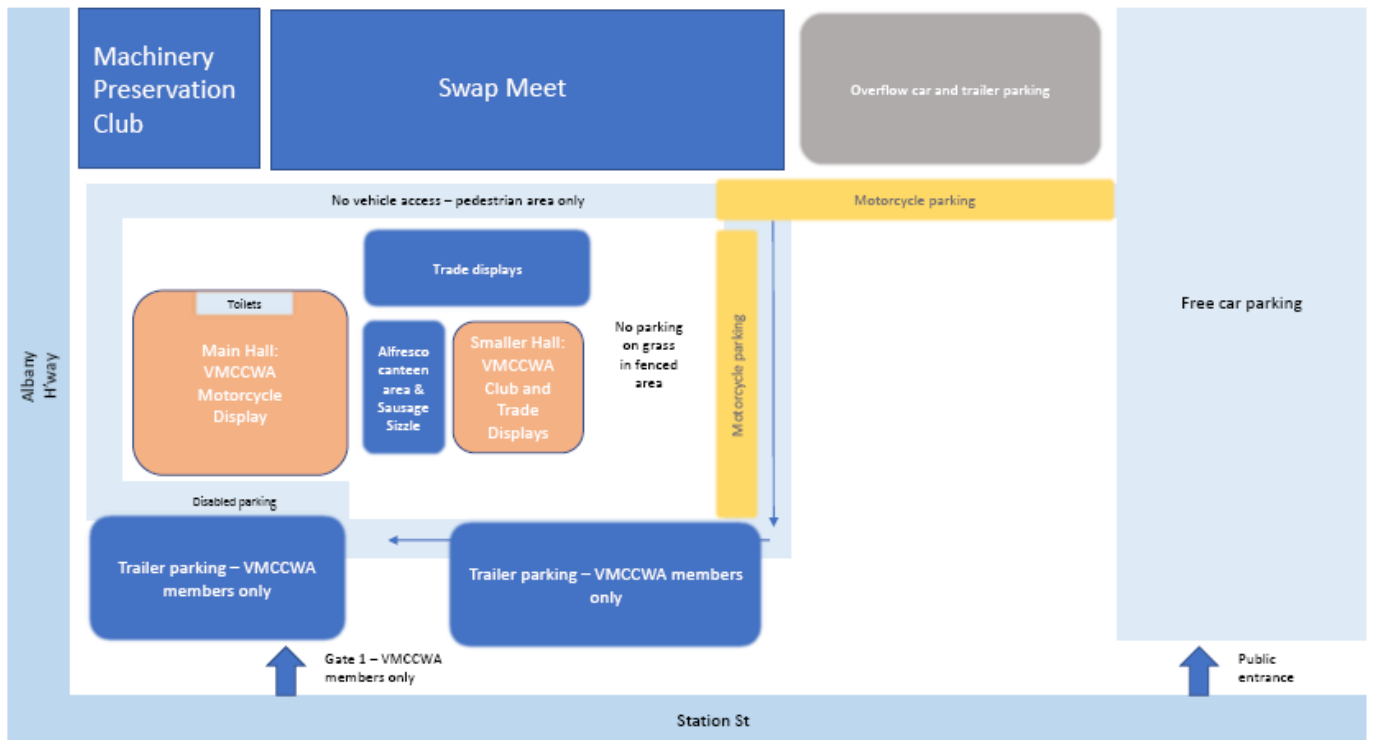 Machinery
Preservation
Club
Swap Meet
Overflow car and trailer parking
No vehicle access – pedestrian area only
Motorcycle parking
Trade displays
Free car parking
Toilets
Main Hall:
VMCCWA
Motorcycle
Display
Alfresco
canteen
area &
Sausage
Sizzle
Smaller Hall:
VMCCWA
Club and
Trade
Displays
No parking
on grass
in fenced
area
Motorcycle parking
Albany
H'way
Disabled parking
Trailer parking – VMCCWA
members only
Trailer parking – VMCCWA members
only
Gate 1 – VMCCWA
members only
Public
entrance
Station St